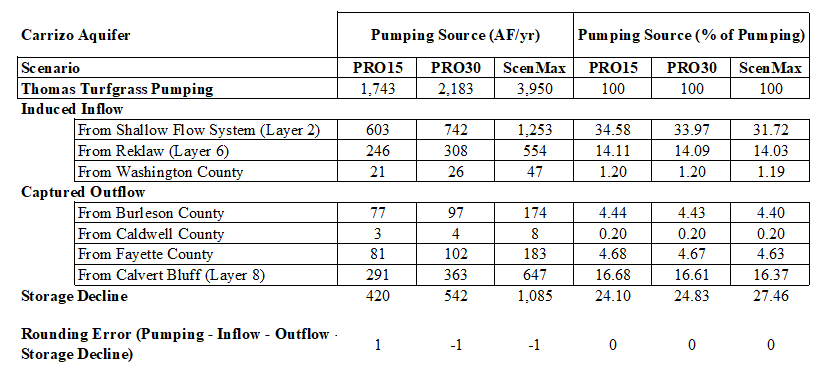 Carrizo Aquifer Pumping Source (AF/yr) Pumping Source (% of Pumping)
Scenario PRO15 PRO30 ScenMax PRO15 PRO30 ScenMax
Thomas Turfgrass Pumping 1,743 2,183 3,950 100 100 100
Induced Inflow
From Shallow Flow System (Layer 2) 603 742 1,253 34.58 33.97 31.72
From Reklaw (Layer 6) 246 308 554 14.11 14.09 14.03
From Washington County 21 26 47 1.20 1.20 1.19
Captured Outflow
From Burleson County 77 97 174 4.44 4.43 4.40
From Caldwell County 3 4 8 0.20 0.20 0.20
From Fayette County 81 102 183 4.68 4.67 4.63
From Calvert Bluff (Layer 8) 291 363 647 16.68 16.61 16.37
Storage Decline 420 542 1,085 24.10 24.83 27.46
Rounding Error (Pumping - Inflow - Outflow -
Storage Decline) 1 -1 -1 0 0 0